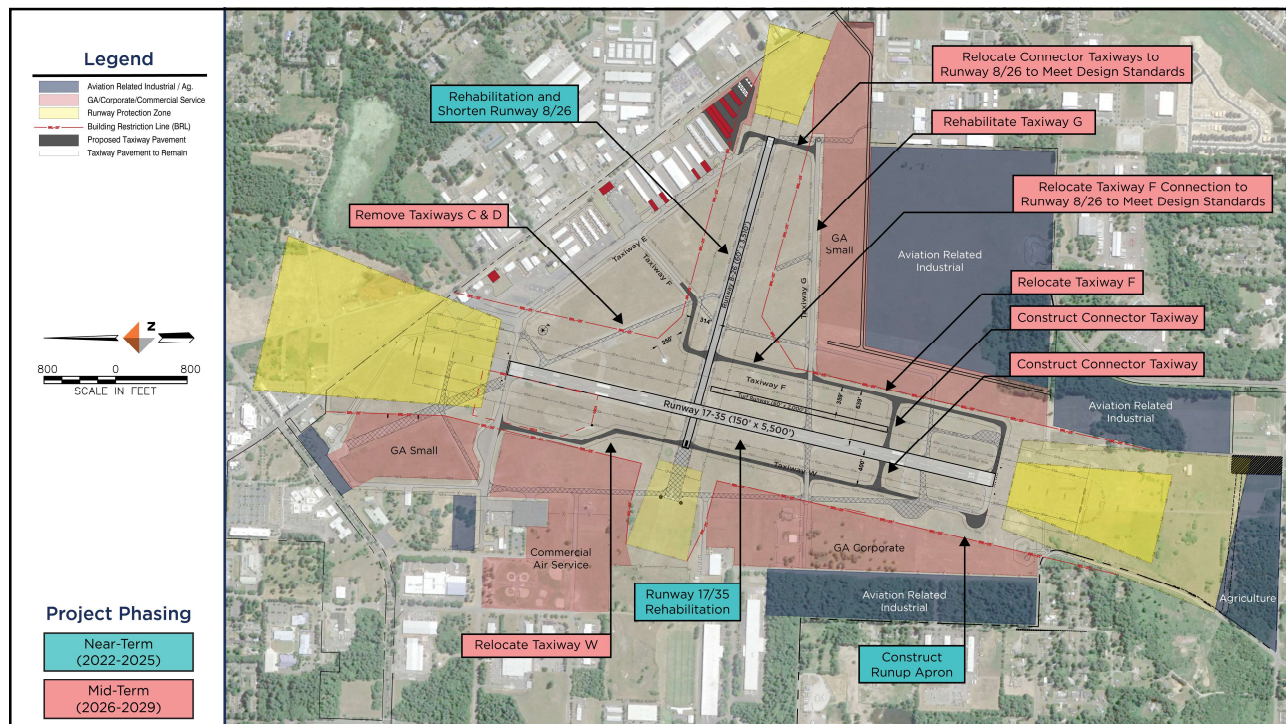 Legend
Aviation Related Industrial / Ag.
GA/Corporate/Commercial Service
Runway Protection Zone
Building Restriction Line (BRL)
Proposed Taxiway Pavement
Taxiway Pavement to Remain
N
800 0 800
SCALE IN FEET
Project Phasing
Near-Term
(2022-2025)
Mid-Term
(2026-2029)
Rehabilitation and
Shorten Runway 8/26
Relocate Connector Taxiways to
Runway 8/26 to Meet Design Standards
Rehabilitate Taxiway G
Relocate Taxiway F Connection to
Runway 8/26 to Meet Design Standards
Remove Taxiways C & D
Relocate Taxiway F
Construct Connector Taxiway
Construct Connector Taxiway
Taxiway E
Taxiway F
Taxiway G
GA
Small
Aviation Related
Industrial
314'
Taxiway F
389'
639'
400'
Runway 17-35 (150' x 5,500')
Taxiway W
Aviation Related
Industrial
GA Small
Commercial
Air Service
GA Corporate
Aviation Related
Industrial
Agriculture
Runway 17/35
Rehabilitation
Relocate Taxiway W
Construct
Runup Apron